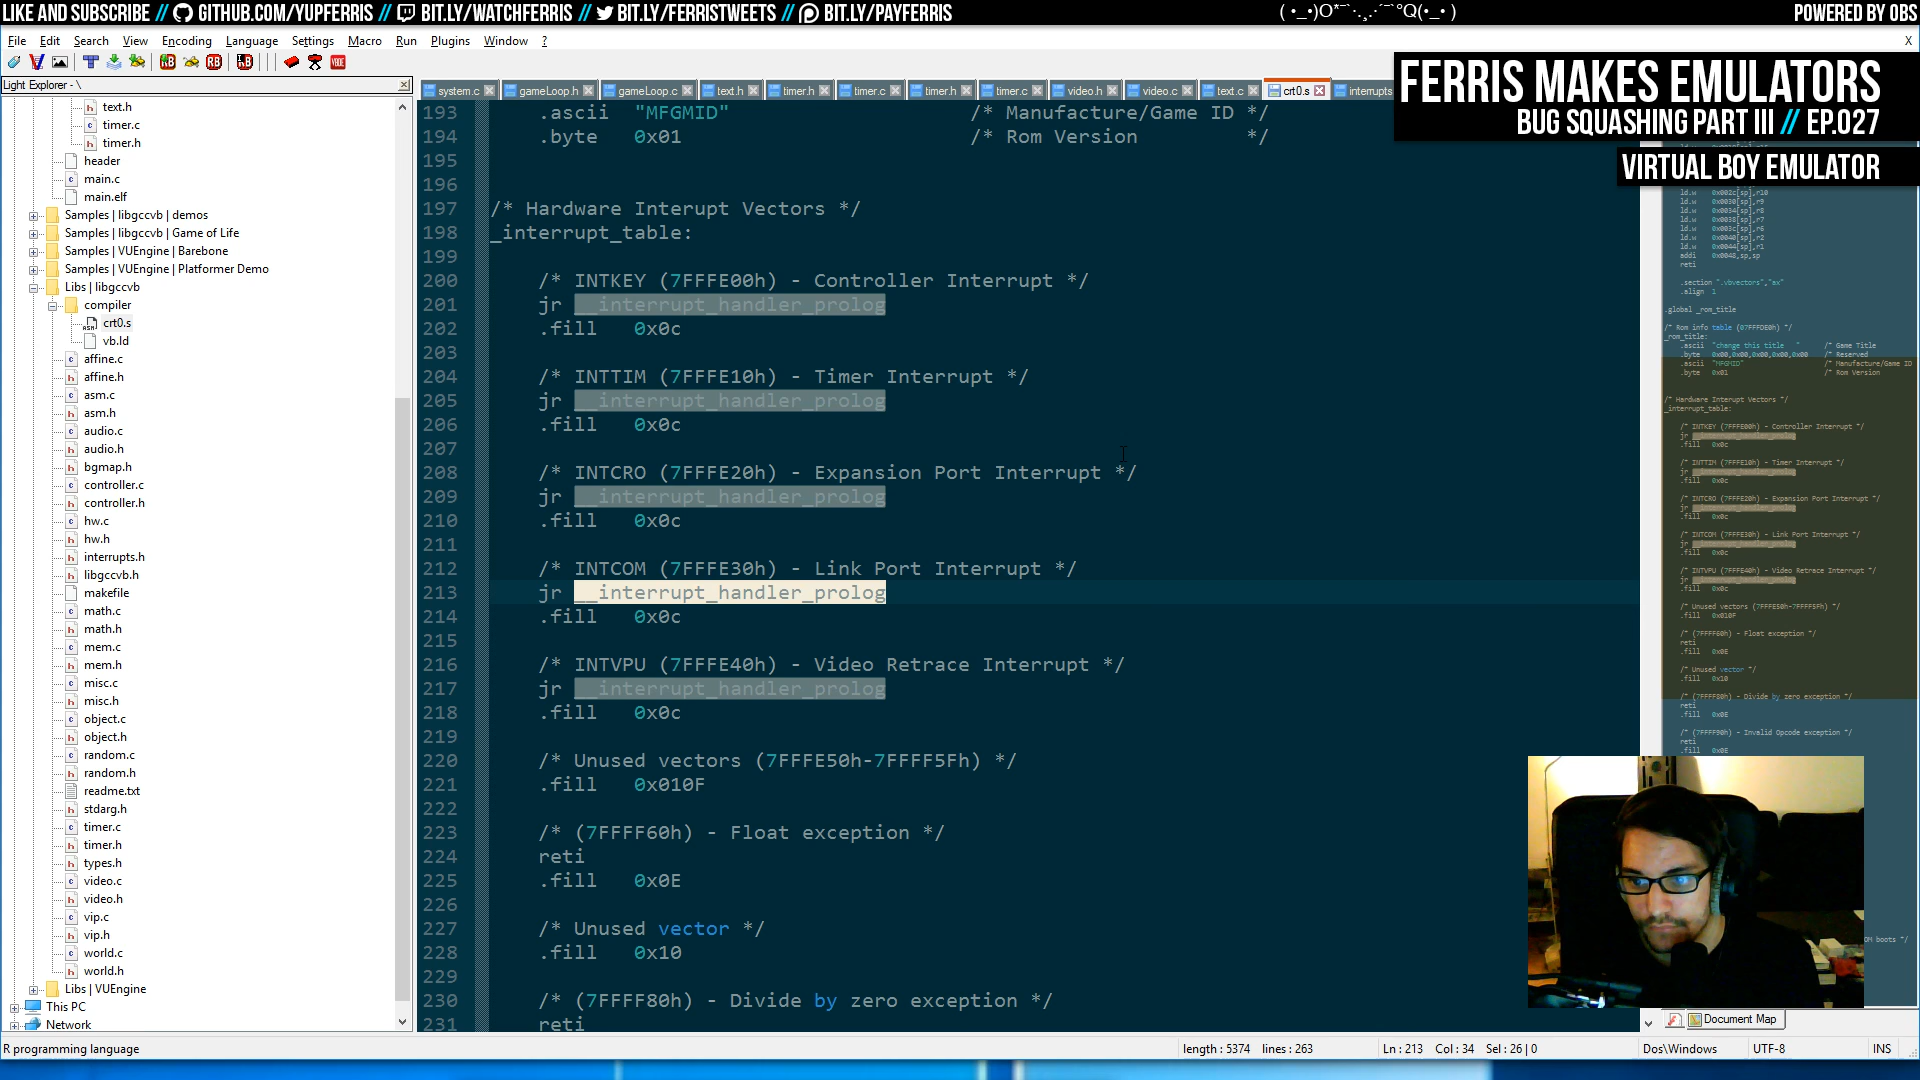 LIKE AND SUBSCRIBE // GITHUB.COM/YUPFERRIS // BIT.LY/WATCHFERRIS // BIT.LY/FERRISTWEETS // BIT.LY/PAYFERRIS
( •_•)O*¯`·.¸.·´¯`°Q(•_• )
POWERED BY OBS
File Edit Search View Encoding Language Settings Macro Run Plugins Window ?
X
FERRIS MAKES EMULATORS
BUG SQUASHING PART III // EP.027
VIRTUAL BOY EMULATOR
Light Explorer - \
system.c gameLoop.h gameLoop.c text.h timer.h timer.c timer.h timer.c video.h video.c text.c crt0.s interrupts
text.h
timer.c
timer.h
header
main.c
main.elf
Samples | libgccvb | demos
Samples | libgccvb | Game of Life
Samples | VUEngine | Barebone
Samples | VUEngine | Platformer Demo
Libs | libgccvb
compiler
crt0.s
vb.ld
affine.c
affine.h
asm.c
asm.h
audio.c
audio.h
bgmap.h
controller.c
controller.h
hw.c
hw.h
interrupts.h
libgccvb.h
makefile
math.c
math.h
mem.c
mem.h
misc.c
misc.h
object.c
object.h
random.c
random.h
readme.txt
stdarg.h
timer.c
timer.h
types.h
video.c
video.h
vip.c
vip.h
world.c
world.h
Libs | VUEngine
This PC
Network
193 .ascii "MFGMID" /* Manufacture/Game ID */
194 .byte 0x01 /* Rom Version */
195
196
197 /* Hardware Interupt Vectors */
198 _interrupt_table:
199
200 /* INTKEY (7FFFE00h) - Controller Interrupt */
201 jr __interrupt_handler_prolog
202 .fill 0x0c
203
204 /* INTTIM (7FFFE10h) - Timer Interrupt */
205 jr __interrupt_handler_prolog
206 .fill 0x0c
207
208 /* INTCRO (7FFFE20h) - Expansion Port Interrupt */
209 jr __interrupt_handler_prolog
210 .fill 0x0c
211
212 /* INTCOM (7FFFE30h) - Link Port Interrupt */
213 jr __interrupt_handler_prolog
214 .fill 0x0c
215
216 /* INTVPU (7FFFE40h) - Video Retrace Interrupt */
217 jr __interrupt_handler_prolog
218 .fill 0x0c
219
220 /* Unused vectors (7FFFE50h-7FFFF5Fh) */
221 .fill 0x010F
222
223 /* (7FFFF60h) - Float exception */
224 reti
225 .fill 0x0E
226
227 /* Unused vector */
228 .fill 0x10
229
230 /* (7FFFF80h) - Divide by zero exception */
231 reti
Document Map
R programming language
length : 5374 lines : 263
Ln : 213 Col : 34 Sel : 26 | 0
Dos\Windows
UTF-8
INS